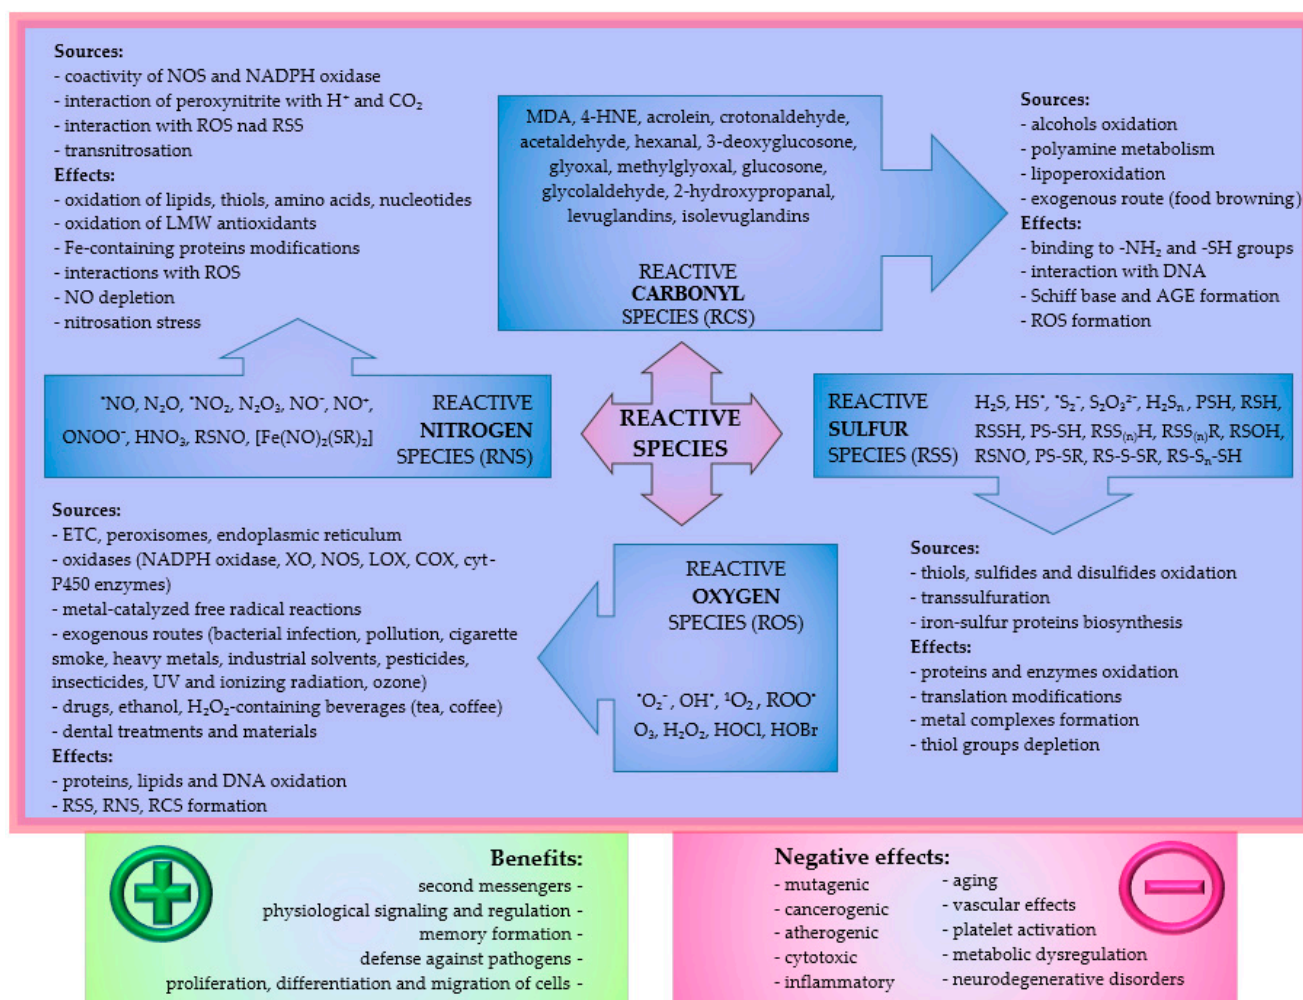 Sources:
- coactivity of NOS and NADPH oxidase
- interaction of peroxynitrite with H⁺ and CO₂
- interaction with ROS nad RSS
- transnitrosation
Effects:
- oxidation of lipids, thiols, amino acids, nucleotides
- oxidation of LMW antioxidants
- Fe-containing proteins modifications
- interactions with ROS
- NO depletion
- nitrosation stress
MDA, 4-HNE, acrolein, crotonaldehyde,
acetaldehyde, hexanal, 3-deoxyglucosone,
glyoxal, methylglyoxal, glucosone,
glycolaldehyde, 2-hydroxypropanal,
levuglandins, isolevuglandins
REACTIVE
CARBONYL
SPECIES (RCS)
Sources:
- alcohols oxidation
- polyamine metabolism
- lipoperoxidation
- exogenous route (food browning)
Effects:
- binding to -NH₂ and -SH groups
- interaction with DNA
- Schiff base and AGE formation
- ROS formation
•NO, N₂O, •NO₂, N₂O₃, NO⁻, NO⁺,
ONOO⁻, HNO₃, RSNO, [Fe(NO)₂(SR)₂]
REACTIVE
NITROGEN
SPECIES (RNS)
REACTIVE
SPECIES
REACTIVE
SULFUR
SPECIES (RSS)
H₂S, HS•, •S₂⁻, S₂O₃²⁻, H₂Sₙ, PSH, RSH,
RSSH, PS-SH, RSS₍ₙ₎H, RSS₍ₙ₎R, RSOH,
RSNO, PS-SR, RS-S-SR, RS-Sₙ-SH
Sources:
- ETC, peroxisomes, endoplasmic reticulum
- oxidases (NADPH oxidase, XO, NOS, LOX, COX, cyt-
P450 enzymes)
- metal-catalyzed free radical reactions
- exogenous routes (bacterial infection, pollution, cigarette
smoke, heavy metals, industrial solvents, pesticides,
insecticides, UV and ionizing radiation, ozone)
- drugs, ethanol, H₂O₂-containing beverages (tea, coffee)
- dental treatments and materials
Effects:
- proteins, lipids and DNA oxidation
- RSS, RNS, RCS formation
REACTIVE
OXYGEN
SPECIES (ROS)
•O₂⁻, OH•, ¹O₂, ROO•
O₃, H₂O₂, HOCl, HOBr
Sources:
- thiols, sulfides and disulfides oxidation
- transsulfuration
- iron-sulfur proteins biosynthesis
Effects:
- proteins and enzymes oxidation
- translation modifications
- metal complexes formation
- thiol groups depletion
Benefits:
second messengers -
physiological signaling and regulation -
memory formation -
defense against pathogens -
proliferation, differentiation and migration of cells -
Negative effects:
- mutagenic
- cancerogenic
- atherogenic
- cytotoxic
- inflammatory
- aging
- vascular effects
- platelet activation
- metabolic dysregulation
- neurodegenerative disorders